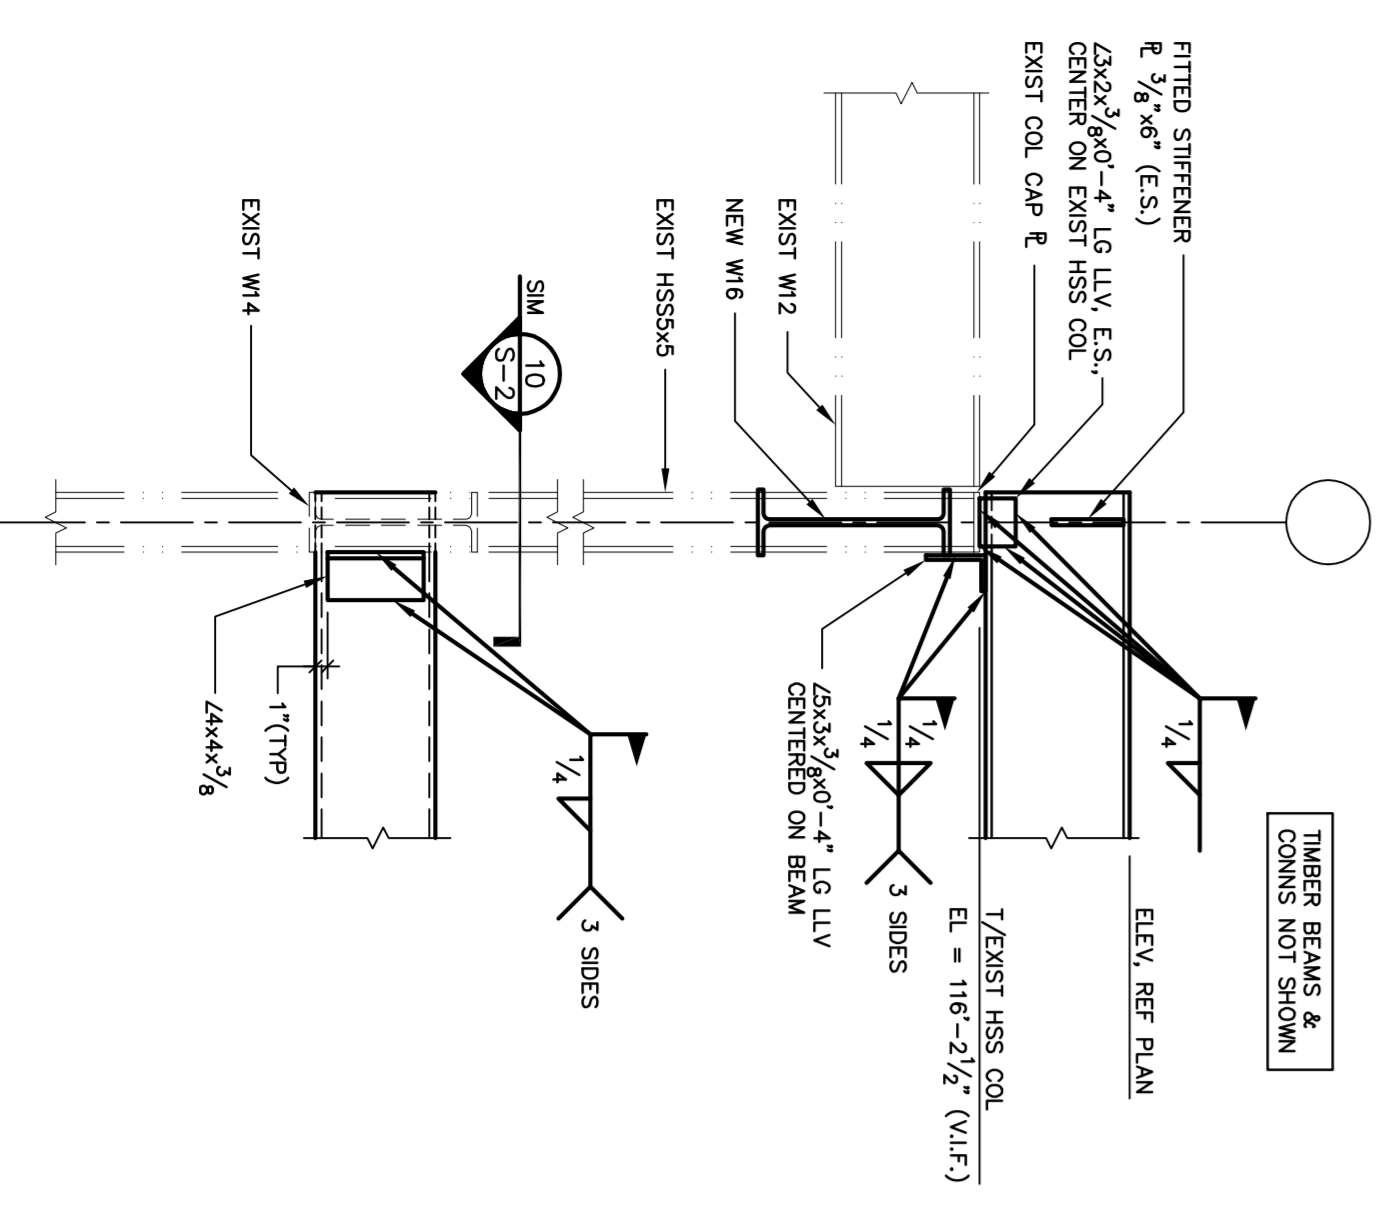 TIMBER BEAMS &
CONNS NOT SHOWN
FITTED STIFFENER
℄ 3/8"x6" (E.S.)
∠3x2x3/8x0'-4" LG LLV, E.S.,
CENTER ON EXIST HSS COL
EXIST COL CAP ℄
EXIST W12
NEW W16
EXIST HSS5x5
SIM
10
S-2
EXIST W14
1/4
ELEV, REF PLAN
T/EXIST HSS COL
EL = 116'-2 1/2" (V.I.F.)
1/4
1/4
3 SIDES
∠5x3x3/8x0'-4" LG LLV
CENTERED ON BEAM
1/4
3 SIDES
1"(TYP)
∠4x4x3/8